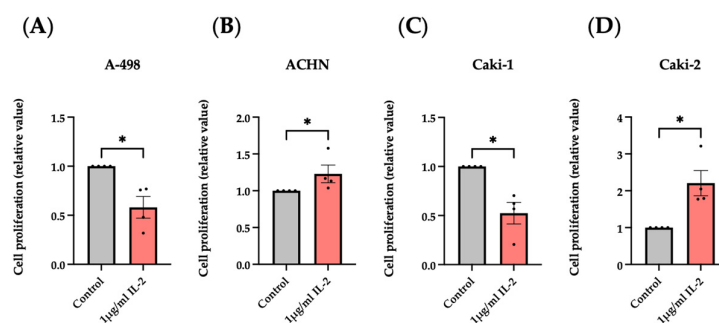 (A)
A-498
Cell proliferation (relative value)
1.5
1.0
0.5
0.0
*
Control
1µg/ml IL-2
(B)
ACHN
Cell proliferation (relative value)
2.0
1.5
1.0
0.5
0.0
*
Control
1µg/ml IL-2
(C)
Caki-1
Cell proliferation (relative value)
1.5
1.0
0.5
0.0
*
Control
1µg/ml IL-2
(D)
Caki-2
Cell proliferation (relative value)
4
3
2
1
0
*
Control
1µg/ml IL-2